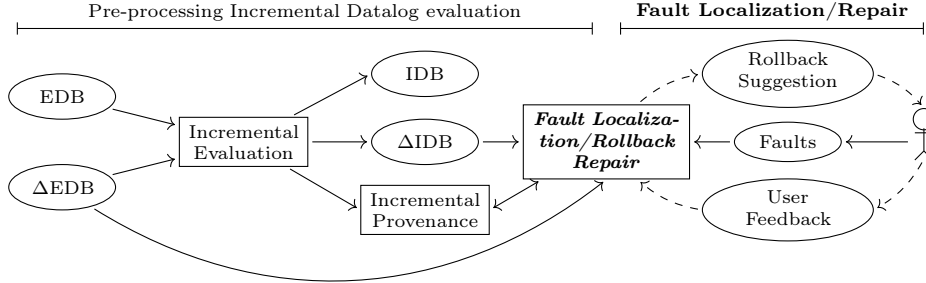 Pre-processing Incremental Datalog evaluation
Fault Localization/Repair
EDB
ΔEDB
Incremental
Evaluation
IDB
ΔIDB
Incremental
Provenance
Fault Localiza-
tion/Rollback
Repair
Rollback
Suggestion
Faults
User
Feedback